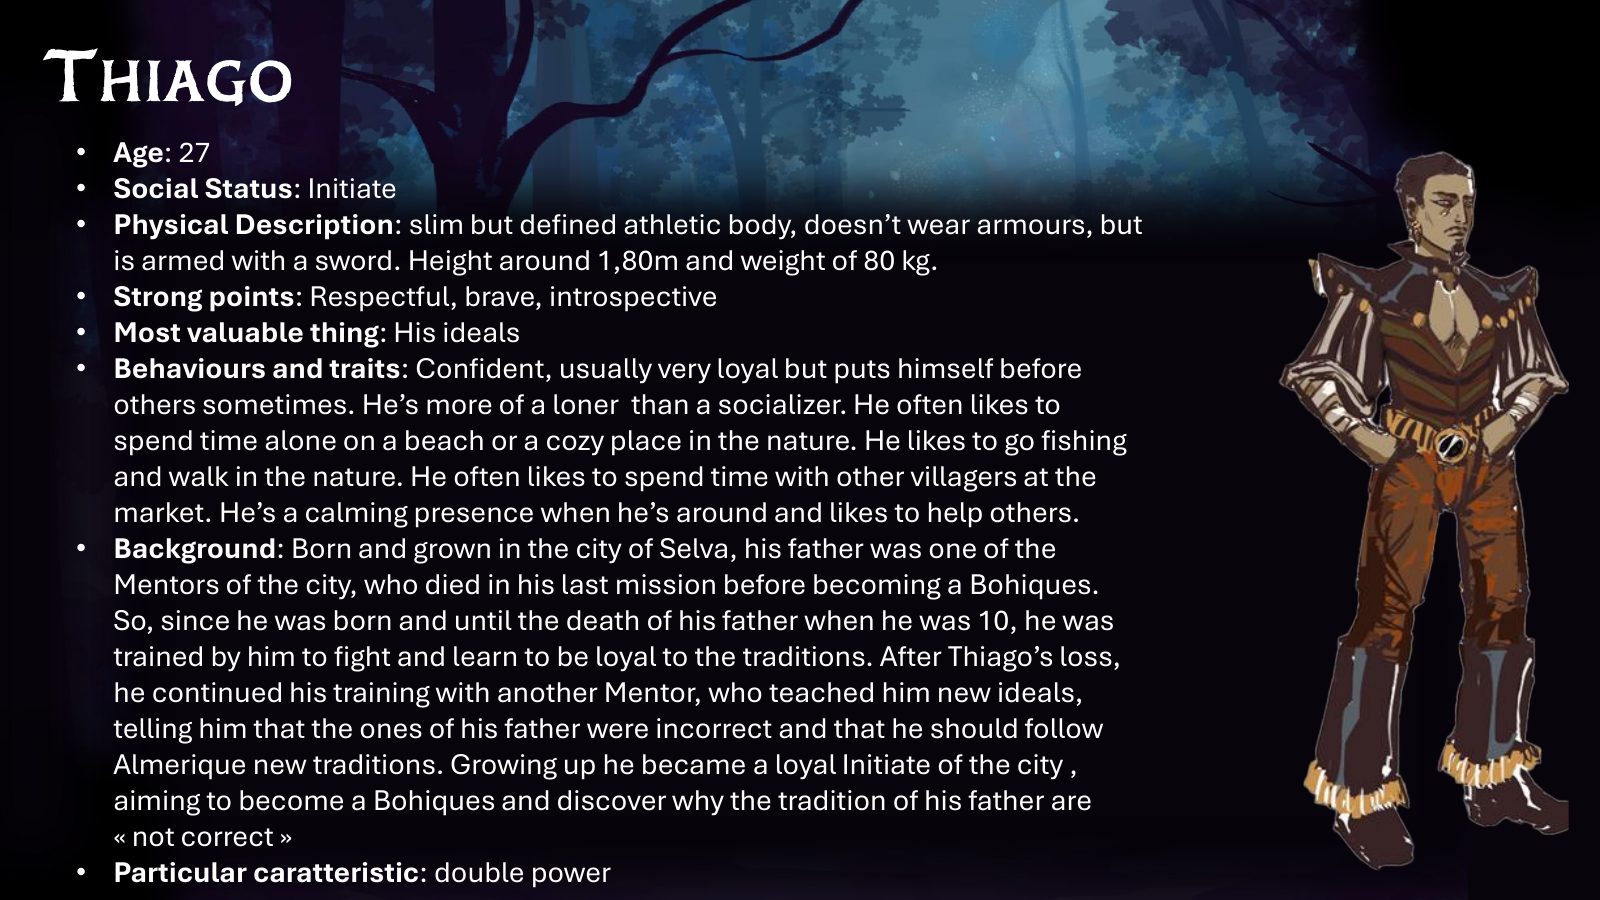 THIAGO
• Age: 27
• Social Status: Initiate
• Physical Description: slim but defined athletic body, doesn’t wear armours, but
is armed with a sword. Height around 1,80m and weight of 80 kg.
• Strong points: Respectful, brave, introspective
• Most valuable thing: His ideals
• Behaviours and traits: Confident, usually very loyal but puts himself before
others sometimes. He’s more of a loner  than a socializer. He often likes to
spend time alone on a beach or a cozy place in the nature. He likes to go fishing
and walk in the nature. He often likes to spend time with other villagers at the
market. He’s a calming presence when he’s around and likes to help others.
• Background: Born and grown in the city of Selva, his father was one of the
Mentors of the city, who died in his last mission before becoming a Bohiques.
So, since he was born and until the death of his father when he was 10, he was
trained by him to fight and learn to be loyal to the traditions. After Thiago’s loss,
he continued his training with another Mentor, who teached him new ideals,
telling him that the ones of his father were incorrect and that he should follow
Almerique new traditions. Growing up he became a loyal Initiate of the city ,
aiming to become a Bohiques and discover why the tradition of his father are
« not correct »
• Particular caratteristic: double power